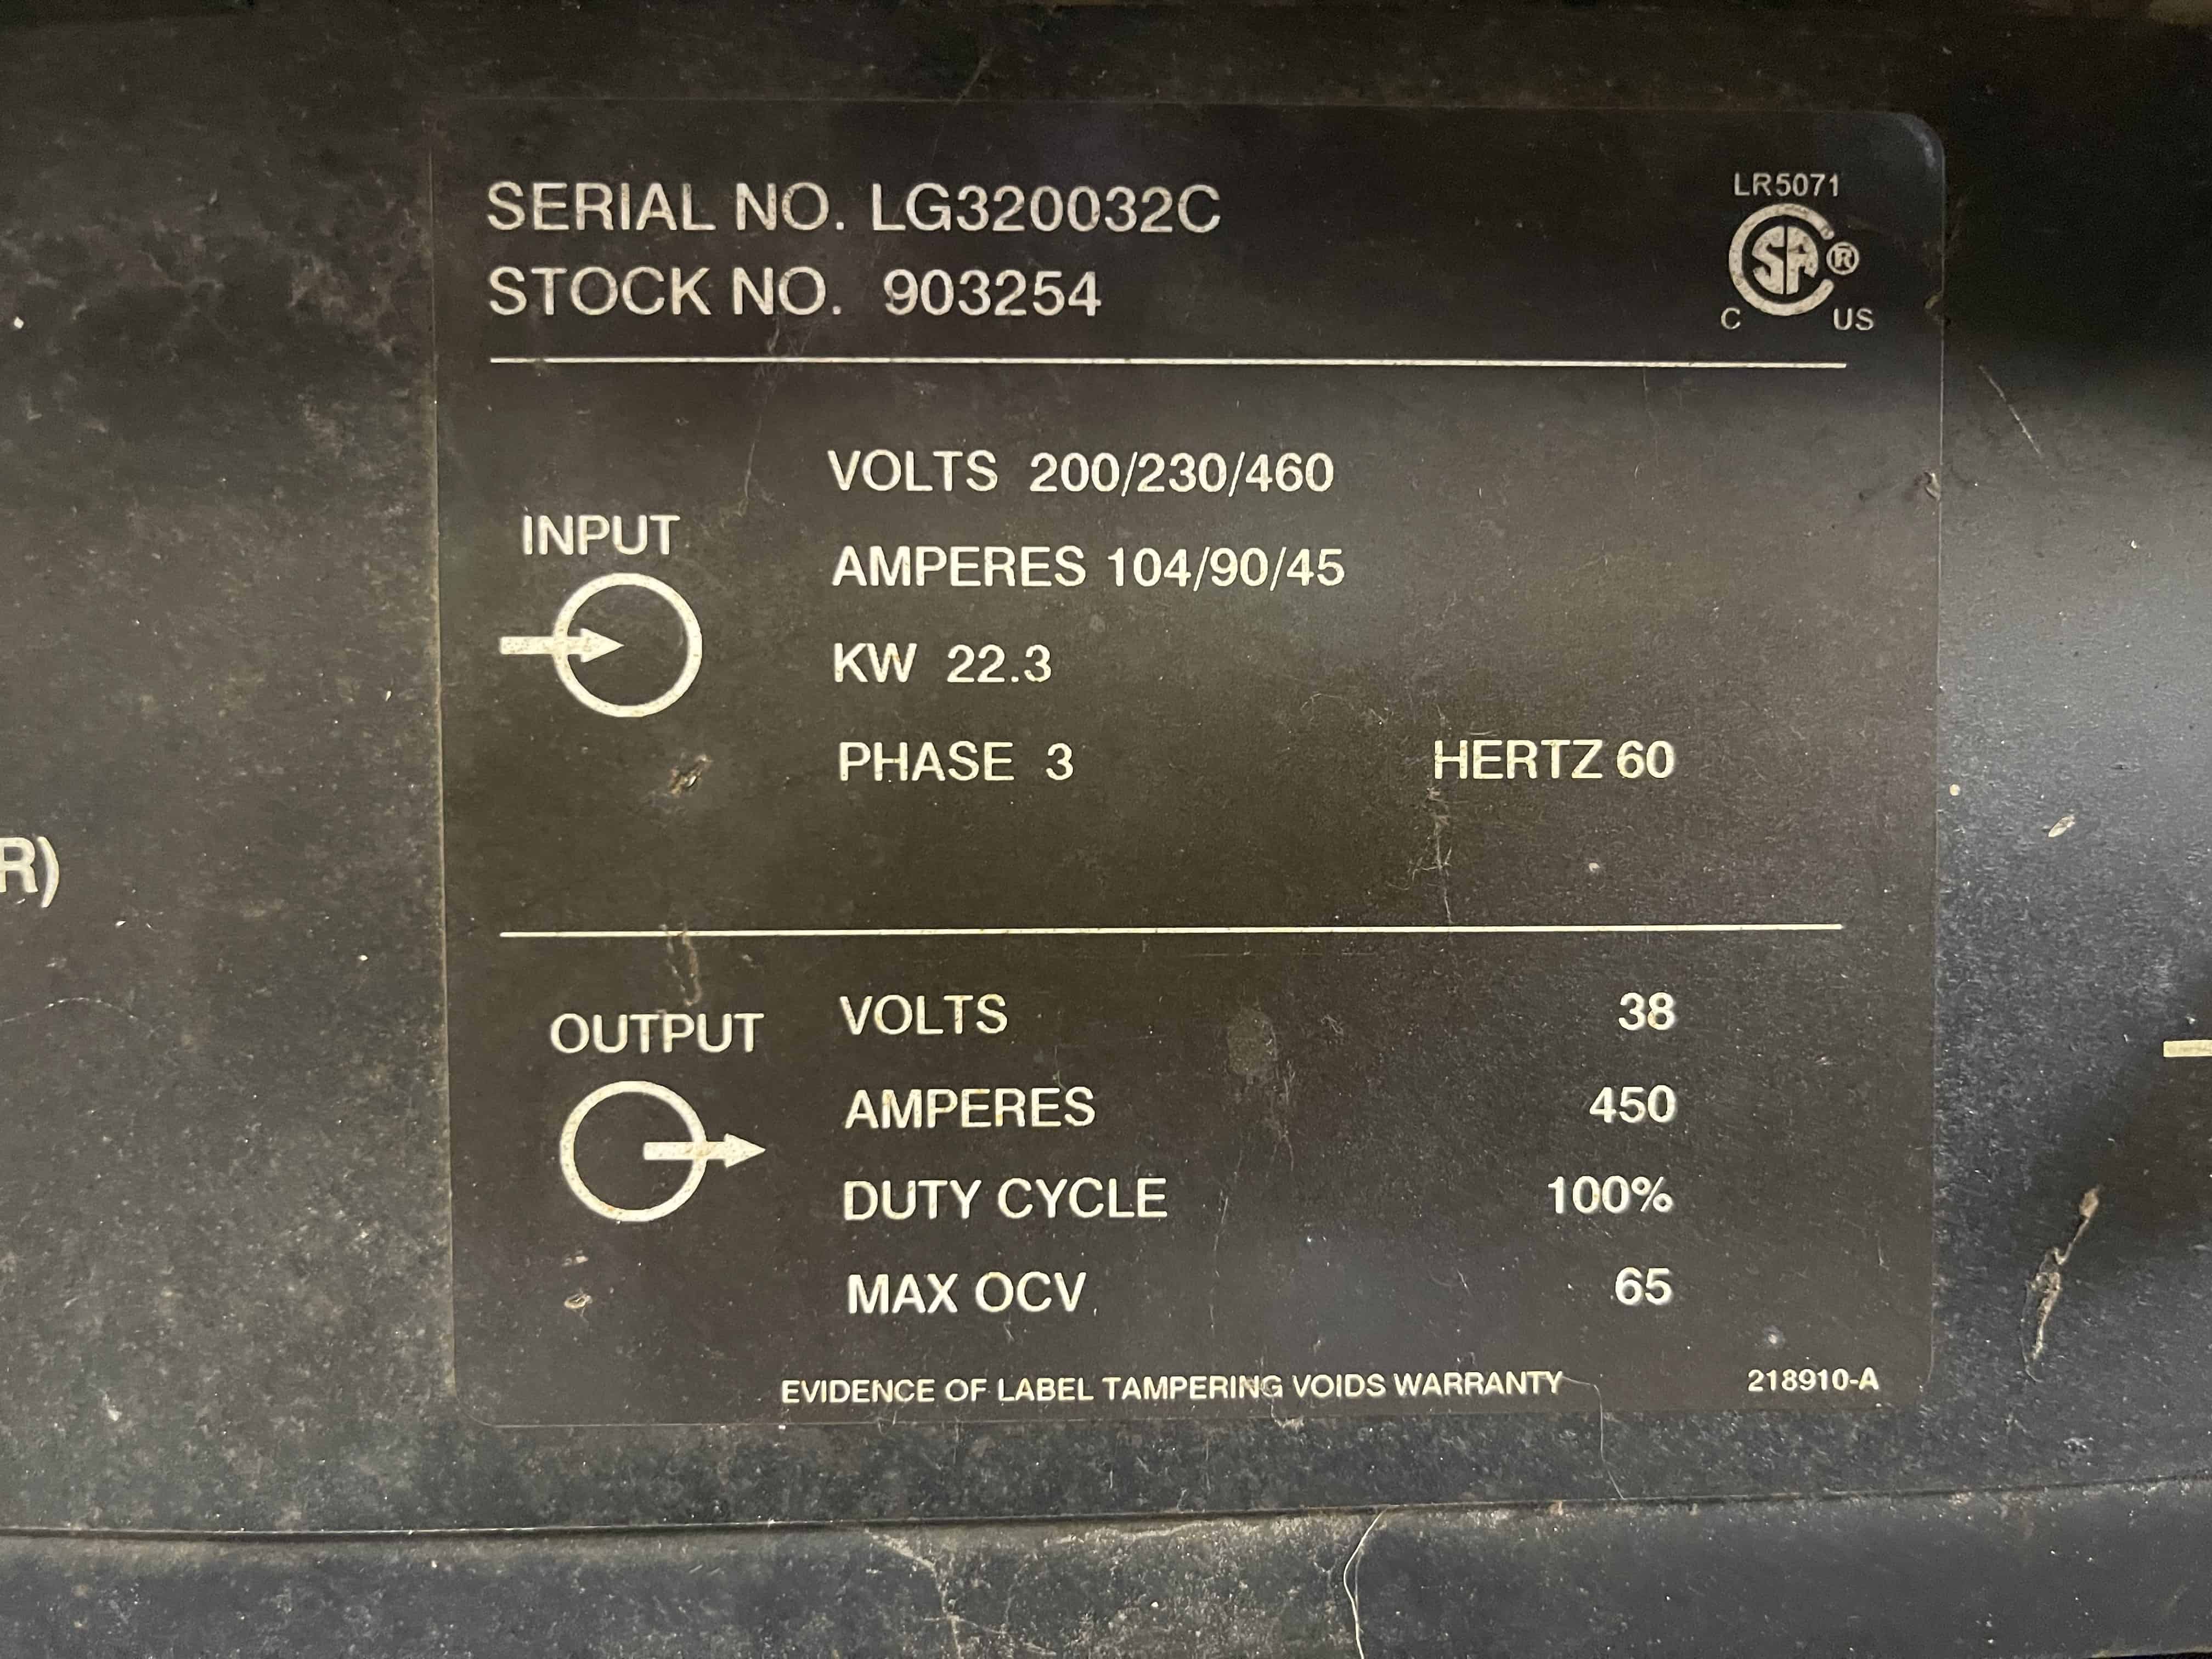 SERIAL NO. LG320032C
STOCK NO. 903254
LR5071
SA®
C US
INPUT
VOLTS 200/230/460
AMPERES 104/90/45
KW 22.3
PHASE 3 HERTZ 60
R)
OUTPUT
VOLTS 38
AMPERES 450
DUTY CYCLE 100%
MAX OCV 65
EVIDENCE OF LABEL TAMPERING VOIDS WARRANTY 218910-A